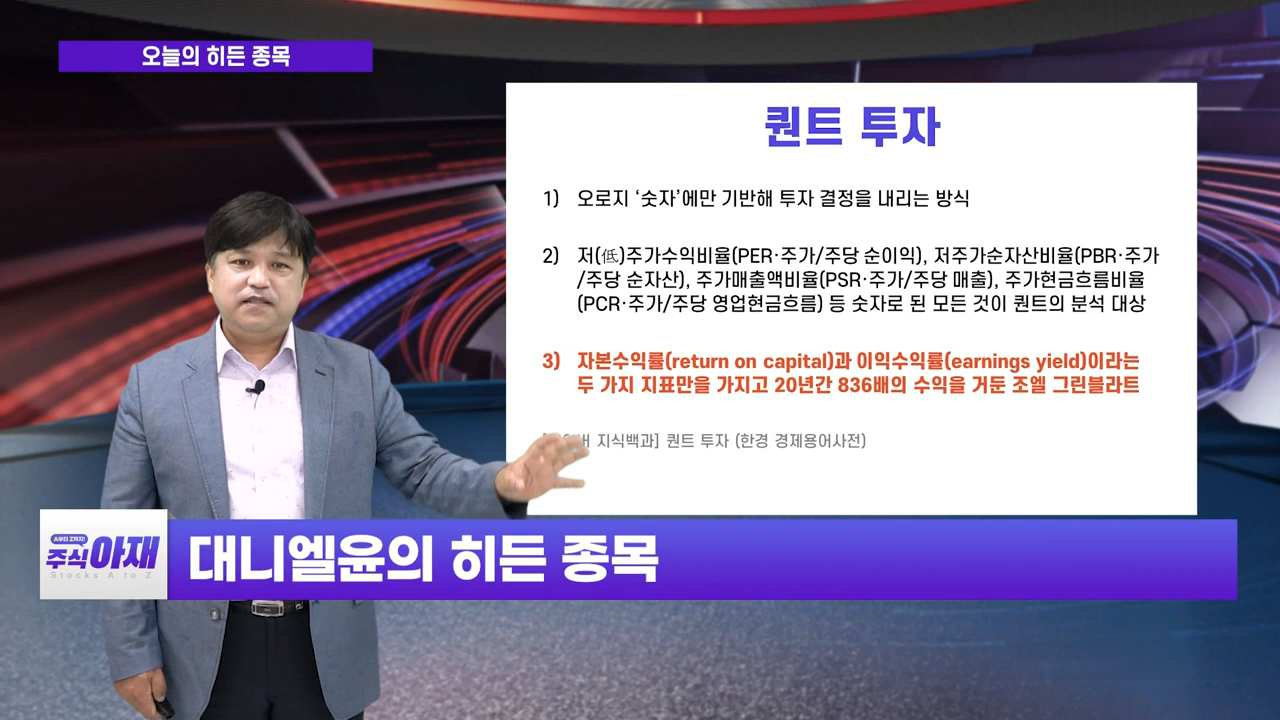 오늘의 히든 종목
퀀트 투자
1) 오로지 ‘숫자’에만 기반해 투자 결정을 내리는 방식
2) 저(低)주가수익비율(PER·주가/주당 순이익), 저주가순자산비율(PBR·주가
/주당 순자산), 주가매출액비율(PSR·주가/주당 매출), 주가현금흐름비율
(PCR·주가/주당 영업현금흐름) 등 숫자로 된 모든 것이 퀀트의 분석 대상
3) 자본수익률(return on capital)과 이익수익률(earnings yield)이라는
두 가지 지표만을 가지고 20년간 836배의 수익을 거둔 조엘 그린블라트
지식백과] 퀀트 투자 (한경 경제용어사전)
A부터 Z까지!
주식 아재
Stocks A to Z
대니엘윤의 히든 종목